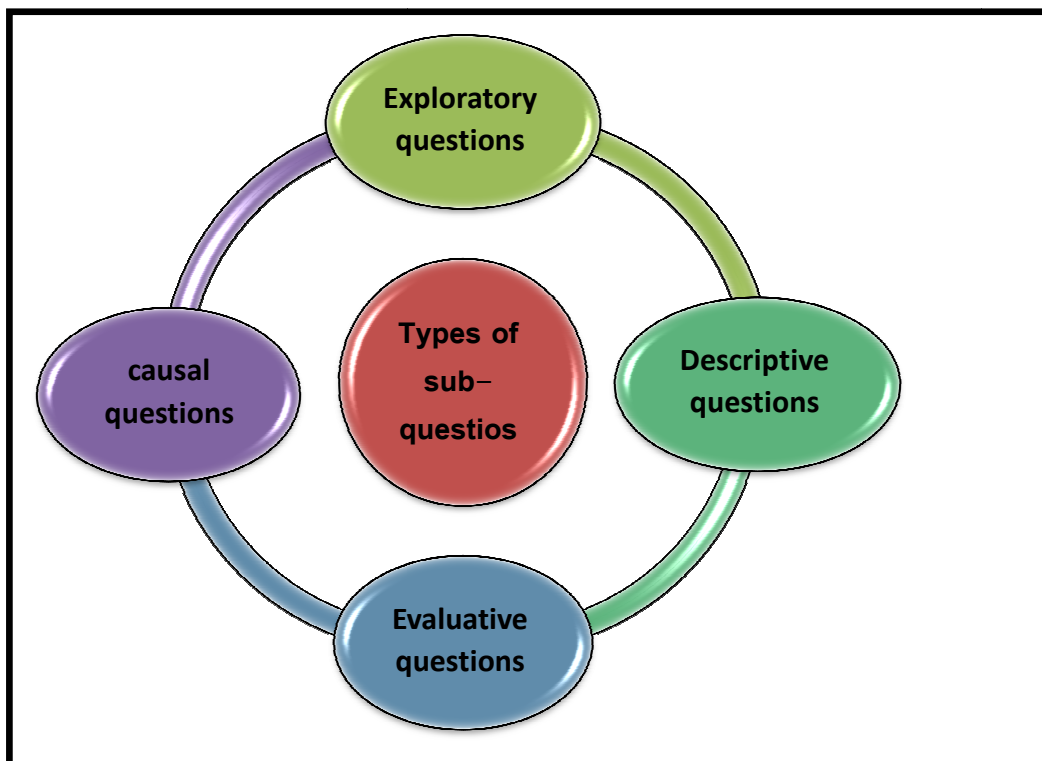 Exploratory
questions
Types of
sub-
questios
causal
questions
Descriptive
questions
Evaluative
questions